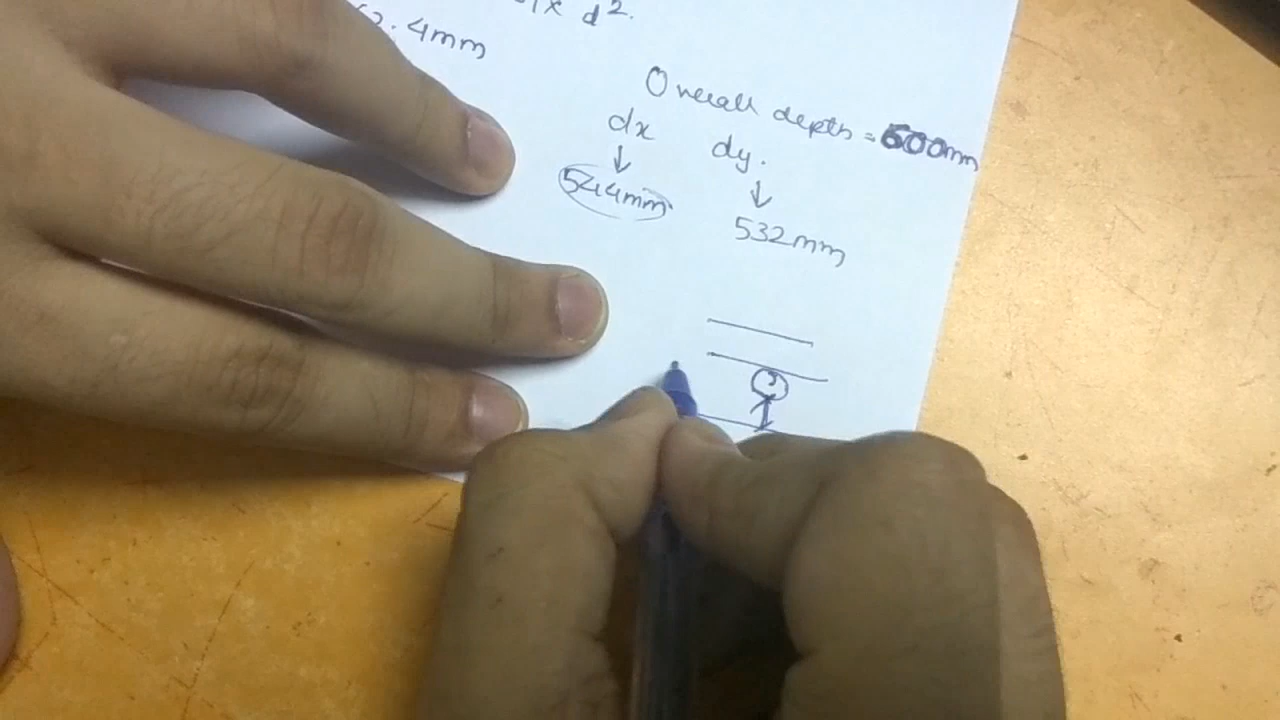 x d².
.4mm
Overall depth = 600mm
dx dy.
↓ ↓
544mm 532mm